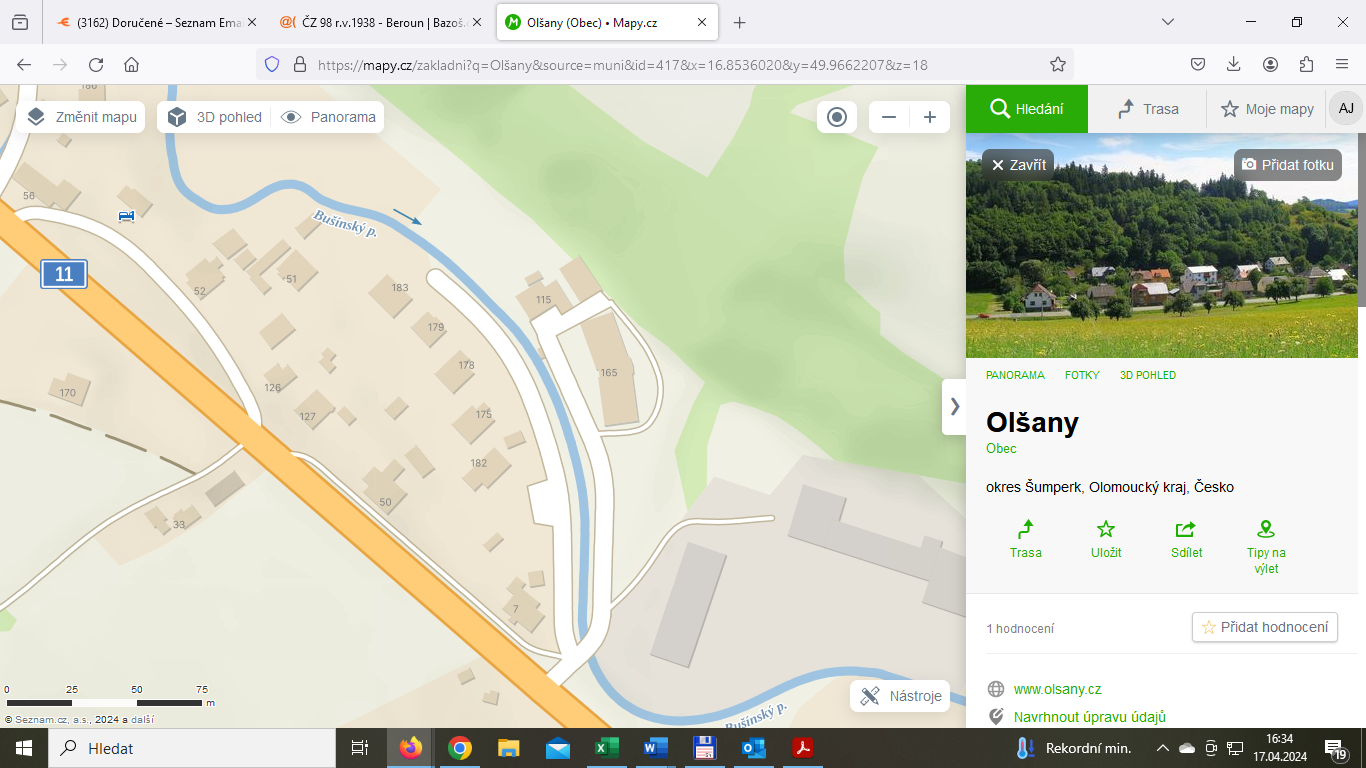 (3162) Doručené – Seznam Emai
ČZ 98 r.v.1938 - Beroun | Bazoš.c
Olšany (Obec) • Mapy.cz
https://mapy.cz/zakladni?q=Olšany&source=muni&id=417&x=16.8536020&y=49.9662207&z=18
Změnit mapu
3D pohled
Panorama
Hledání
Trasa
Moje mapy
AJ
Zavřít
Přidat fotku
186
56
Bušínský p.
11
52
51
183
115
179
178
165
170
126
127
175
182
50
33
7
Bušínský p.
PANORAMA
FOTKY
3D POHLED
Olšany
Obec
okres Šumperk, Olomoucký kraj, Česko
Trasa
Uložit
Sdílet
Tipy na
výlet
1 hodnocení
Přidat hodnocení
www.olsany.cz
Navrhnout úpravu údajů
0 25 50 75
m
© Seznam.cz, a.s., 2024 a další
Nástroje
Hledat
Rekordní min.
16:34
17.04.2024
19